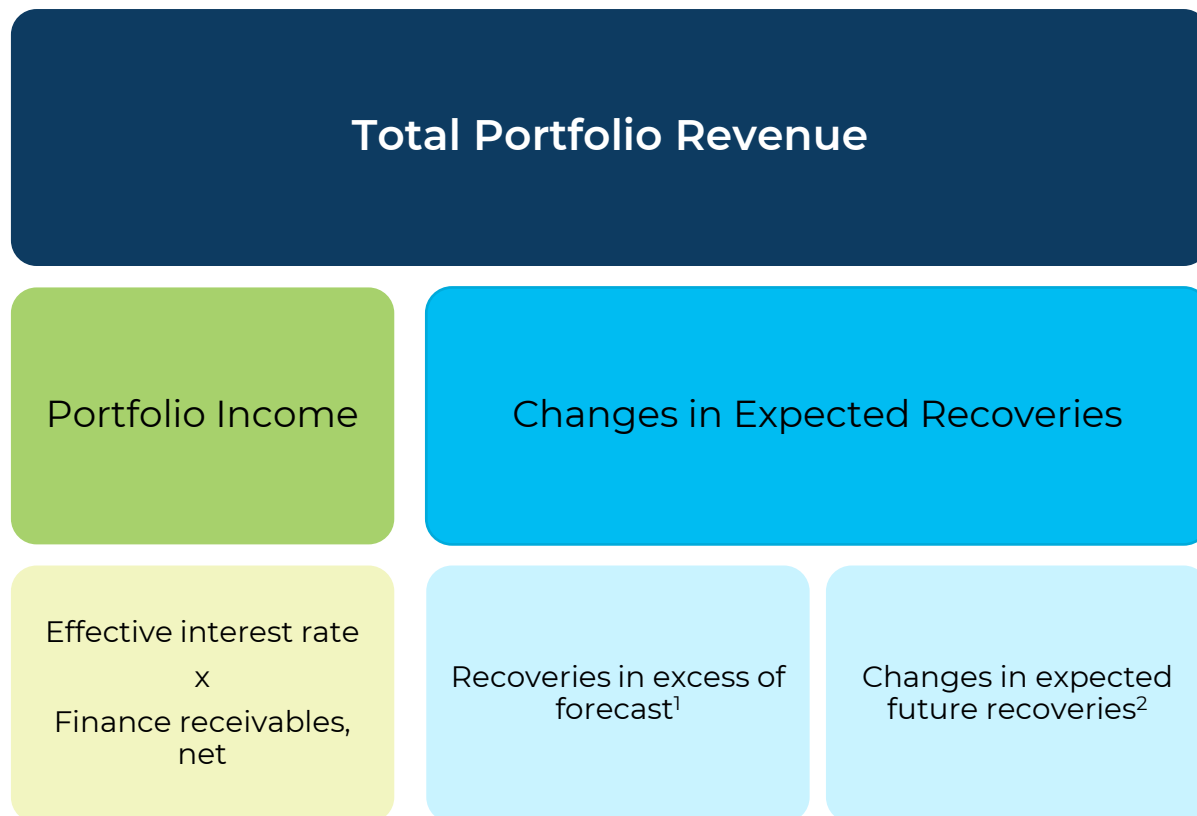 Total Portfolio Revenue
Portfolio Income
Changes in Expected Recoveries
Effective interest rate
x
Finance receivables,
net
Recoveries in excess of
forecast¹
Changes in expected
future recoveries²